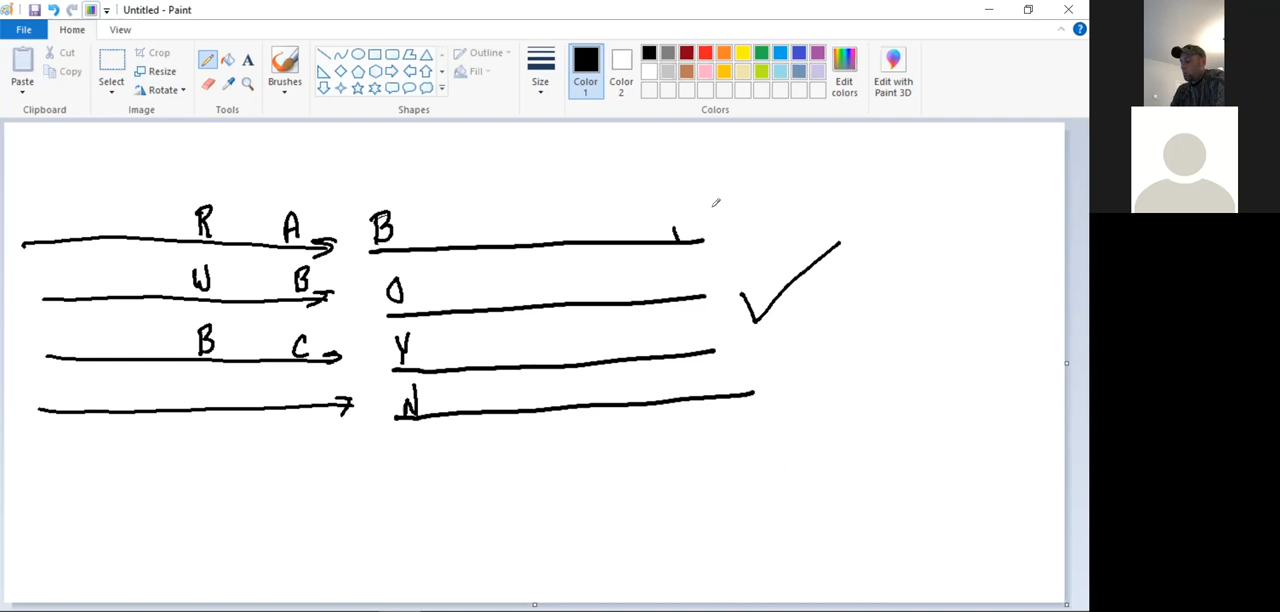 Untitled - Paint
File Home View
Paste Cut Copy
Clipboard
Select Crop Resize Rotate
Image
A
Tools
Brushes
Outline Fill
Shapes
Size
Color 1
Color 2
Edit colors
Colors
Edit with Paint 3D
R A B
W B O
B C Y
N